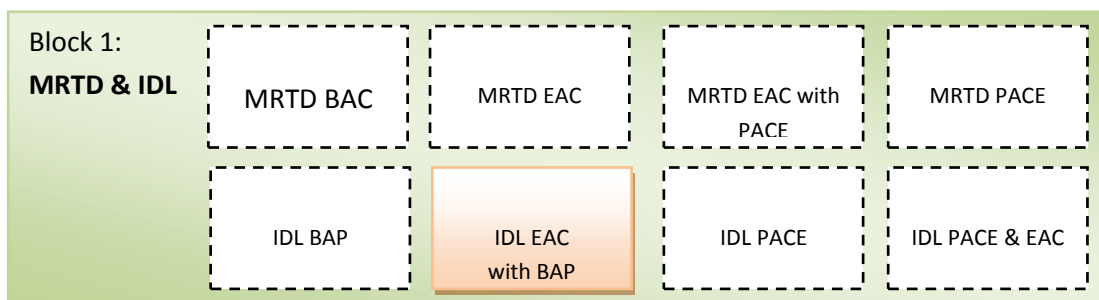 Block 1:
MRTD & IDL
MRTD BAC
MRTD EAC
MRTD EAC with
PACE
MRTD PACE
IDL BAP
IDL EAC
with BAP
IDL PACE
IDL PACE & EAC